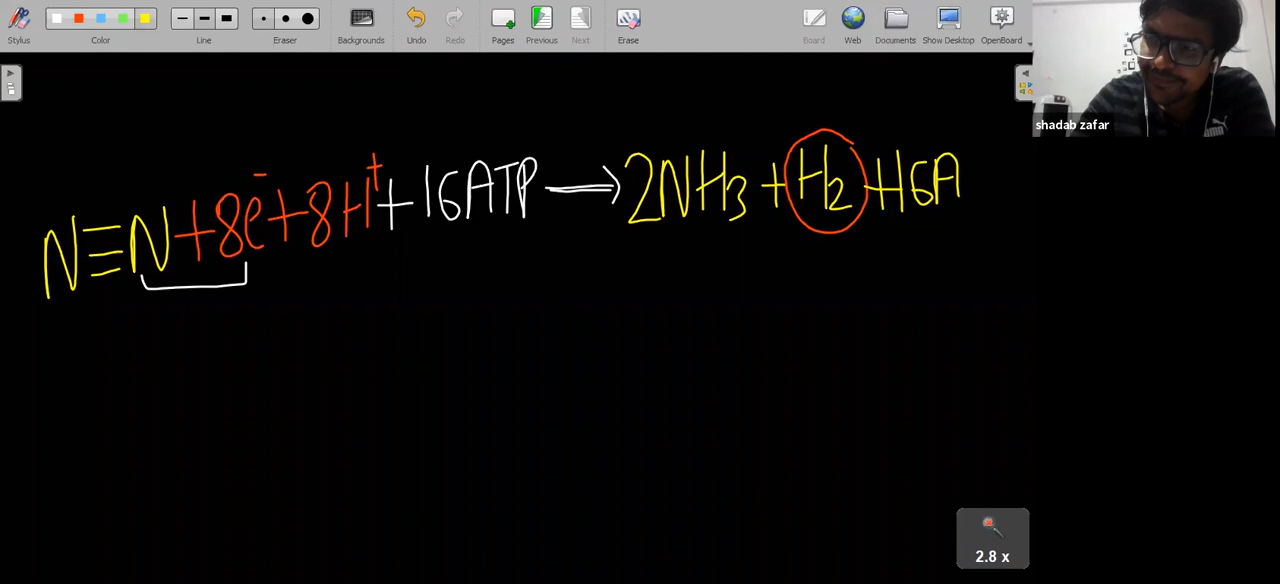 Stylus Color Line Eraser Backgrounds Undo Redo Pages Previous Next Erase Board Web Documents Show Desktop OpenBoard
shadab zafar
N≡N+8e⁻+8H⁺+16ATP⟹2NH3+H2+16A
2.8 x